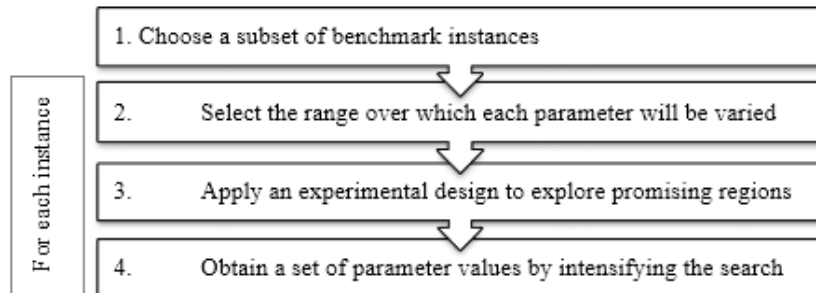 1. Choose a subset of benchmark instances
For each instance
2. Select the range over which each parameter will be varied
3. Apply an experimental design to explore promising regions
4. Obtain a set of parameter values by intensifying the search